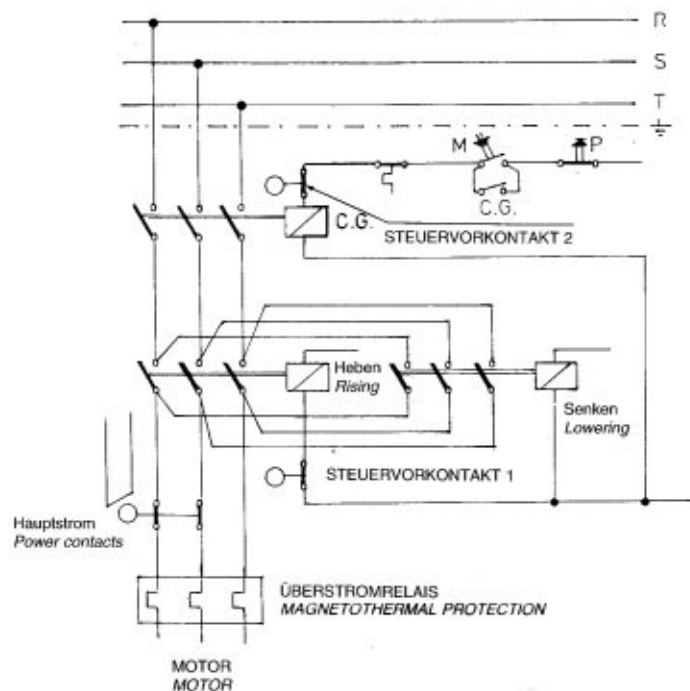 R
S
T
M
P
C.G.
C.G.
STEUERVORKONTAKT 2
Heben
Rising
Senken
Lowering
STEUERVORKONTAKT 1
Hauptstrom
Power contacts
ÜBERSTROMRELAIS
MAGNETOTHERMAL PROTECTION
MOTOR
MOTOR